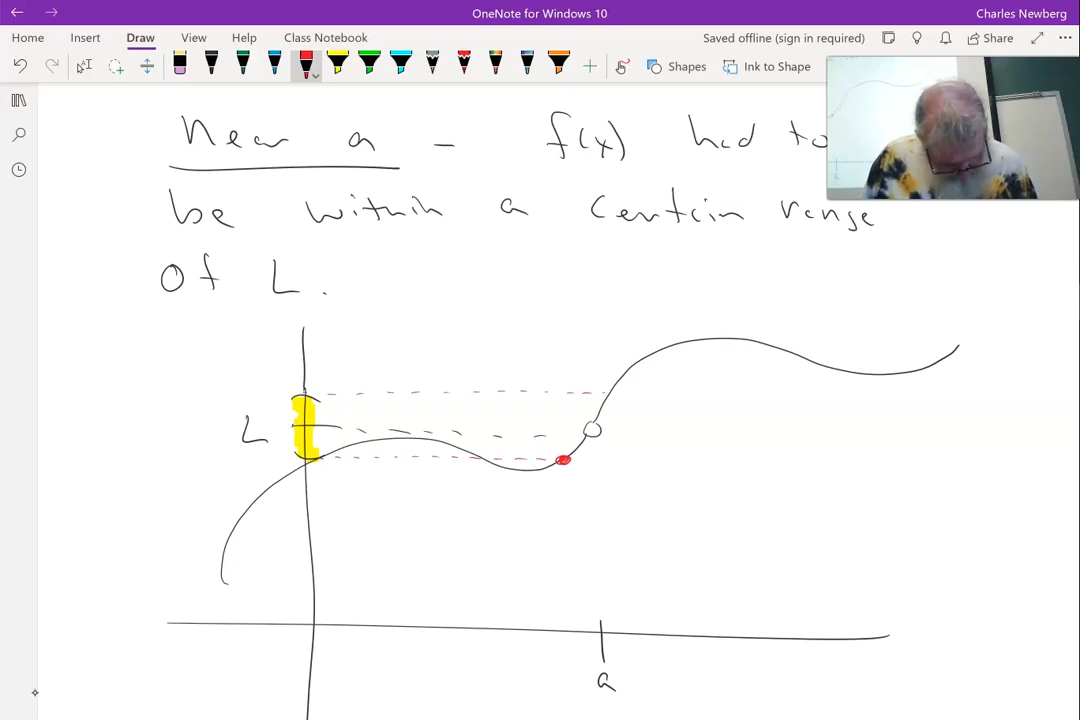 OneNote for Windows 10
Charles Newberg
Home Insert Draw View Help Class Notebook
Saved offline (sign in required)
Share
Shapes
Ink to Shape
Near a – f(x) had to
be within a certain range
of L.
L
a